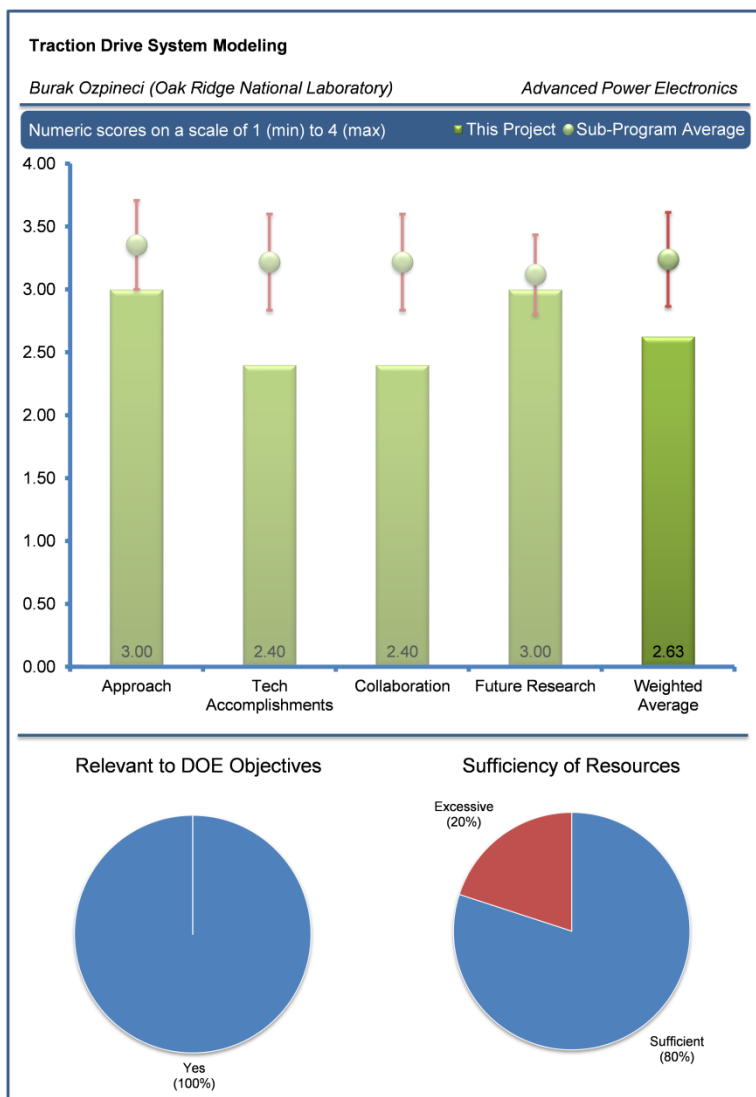 Traction Drive System Modeling
Burak Ozpineci (Oak Ridge National Laboratory) Advanced Power Electronics
Numeric scores on a scale of 1 (min) to 4 (max) This Project Sub-Program Average
4.00
3.50
3.00
2.50
2.00
1.50
1.00
0.50
0.00
3.00 2.40 2.40 3.00 2.63
Approach Tech Accomplishments Collaboration Future Research Weighted Average
Relevant to DOE Objectives Sufficiency of Resources
Excessive
(20%)
Sufficient
(80%)
Yes
(100%)